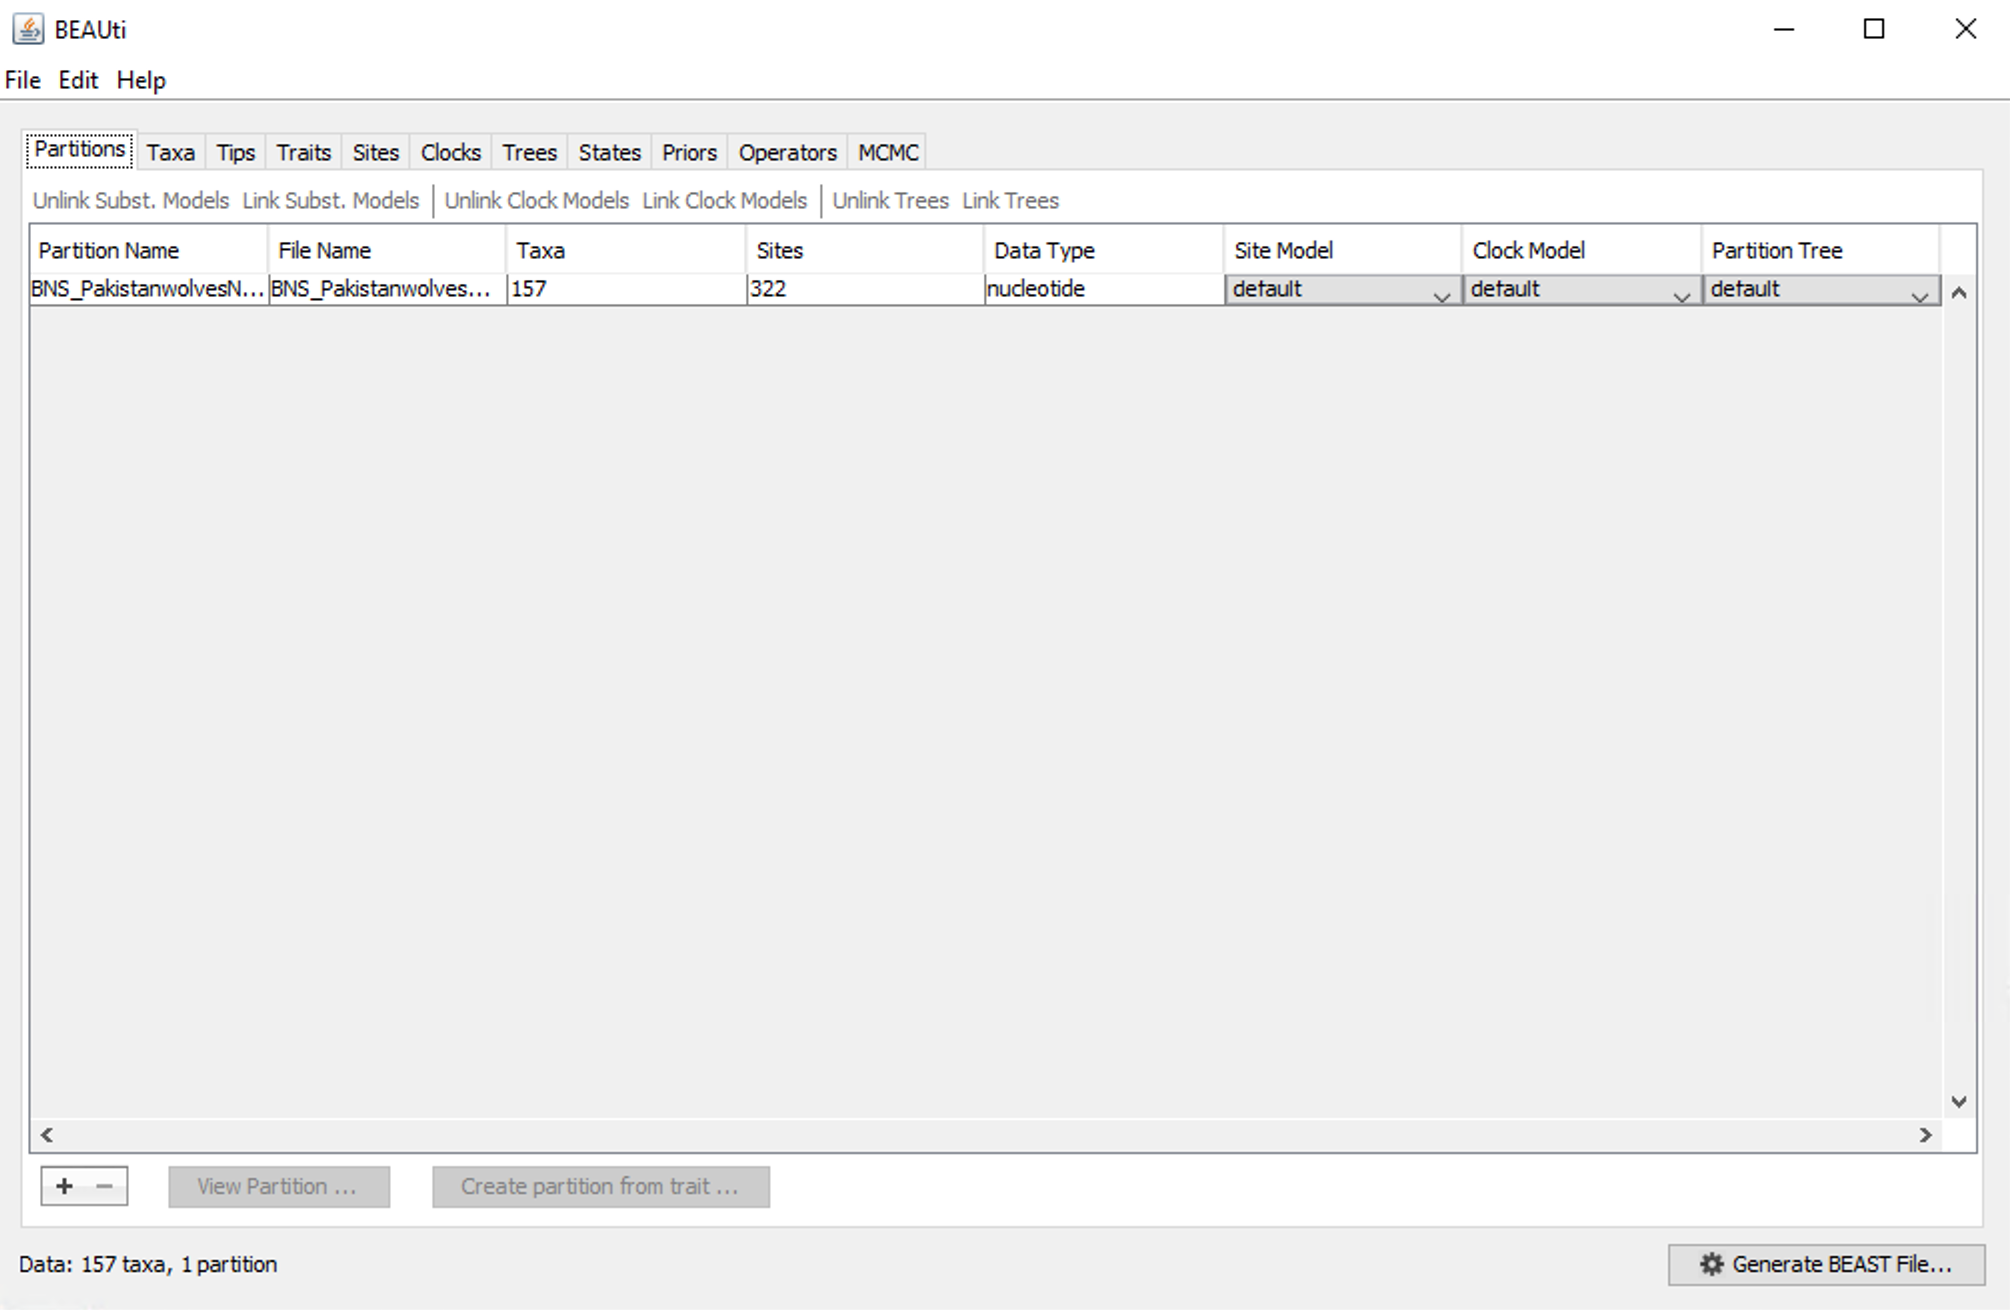 BEAUti
File Edit Help
Partitions Taxa Tips Traits Sites Clocks Trees States Priors Operators MCMC
Unlink Subst. Models Link Subst. Models Unlink Clock Models Link Clock Models Unlink Trees Link Trees
Partition Name File Name Taxa Sites Data Type Site Model Clock Model Partition Tree
BNS_PakistanwolvesN... BNS_Pakistanwolves... 157 322 nucleotide default default default
+ − View Partition ... Create partition from trait ...
Data: 157 taxa, 1 partition Generate BEAST File...